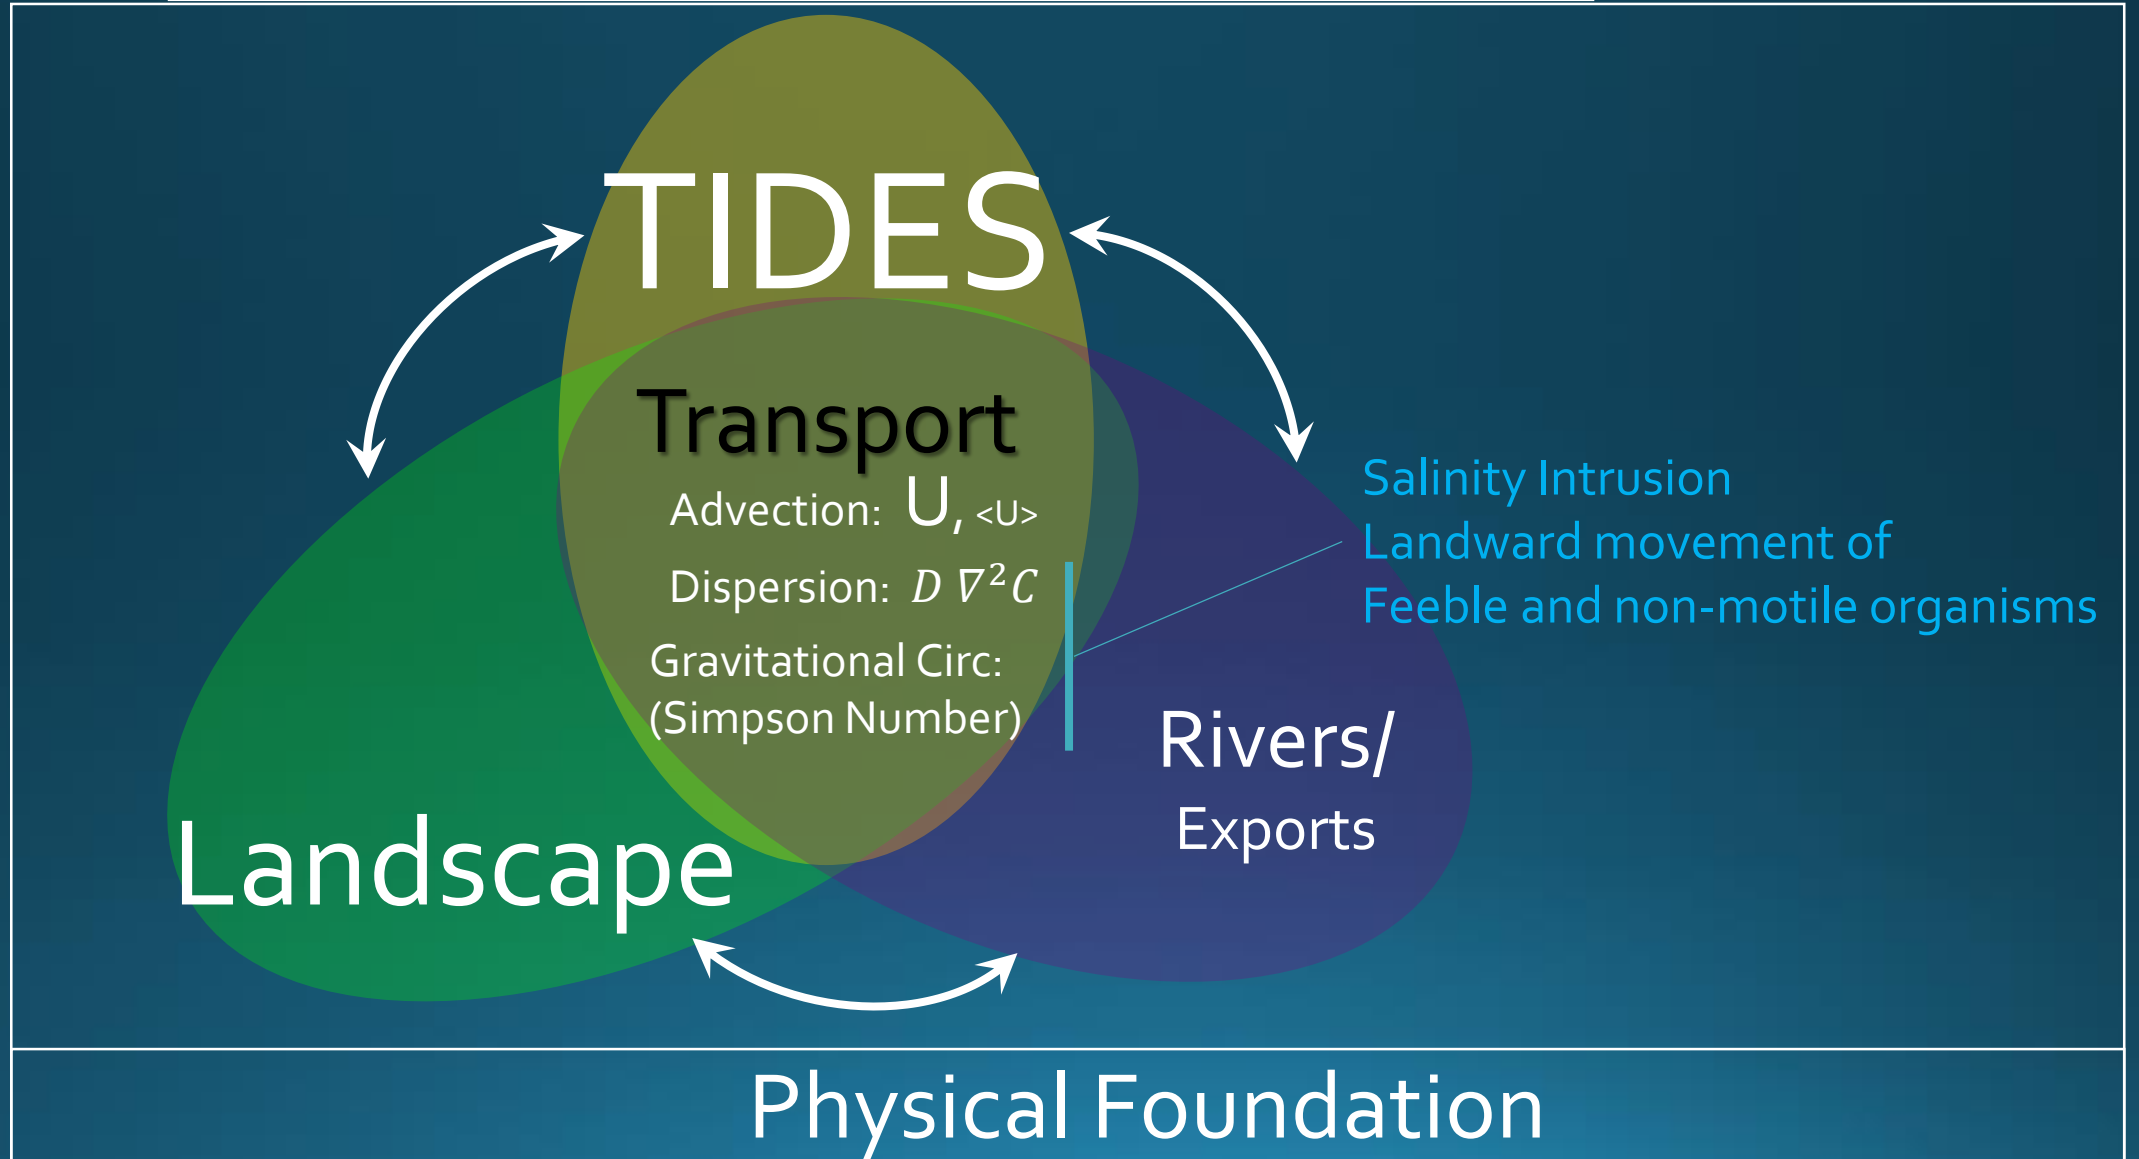 TIDES
Transport
Advection: U, <U>
Dispersion: D ∇²C
Gravitational Circ:
(Simpson Number)
Salinity Intrusion
Landward movement of
Feeble and non-motile organisms
Rivers/
Exports
Landscape
Physical Foundation